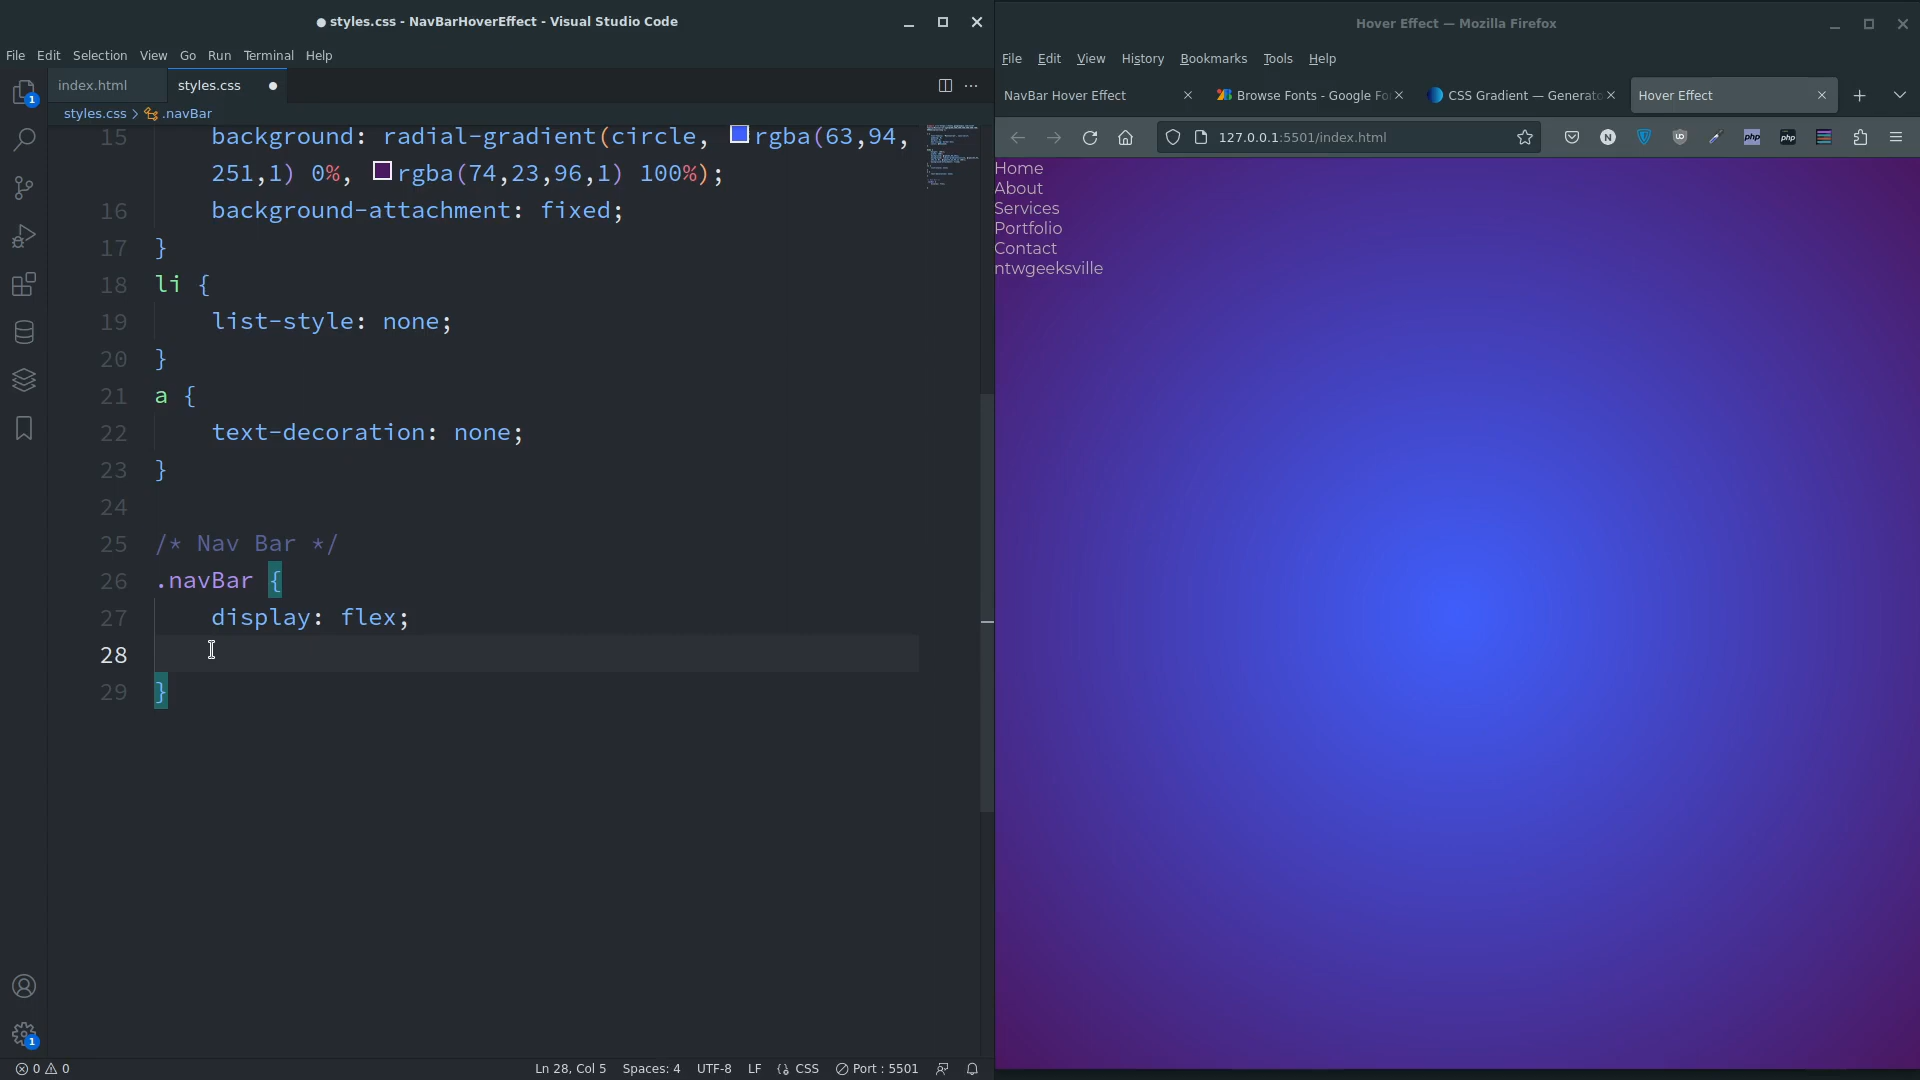 styles.css - NavBarHoverEffect - Visual Studio Code
File Edit Selection View Go Run Terminal Help
index.html styles.css
styles.css > .navBar
15 background: radial-gradient(circle, rgba(63,94,
251,1) 0%, rgba(74,23,96,1) 100%);
16 background-attachment: fixed;
17 }
18 li {
19 list-style: none;
20 }
21 a {
22 text-decoration: none;
23 }
24
25 /* Nav Bar */
26 .navBar {
27 display: flex;
28
29 }
0 0 Ln 28, Col 5 Spaces: 4 UTF-8 LF CSS Port : 5501
1
1
Hover Effect — Mozilla Firefox
File Edit View History Bookmarks Tools Help
NavBar Hover Effect Browse Fonts - Google Fo CSS Gradient — Generato Hover Effect
127.0.0.1:5501/index.html
N php php
Home
About
Services
Portfolio
Contact
ntwgeeksville